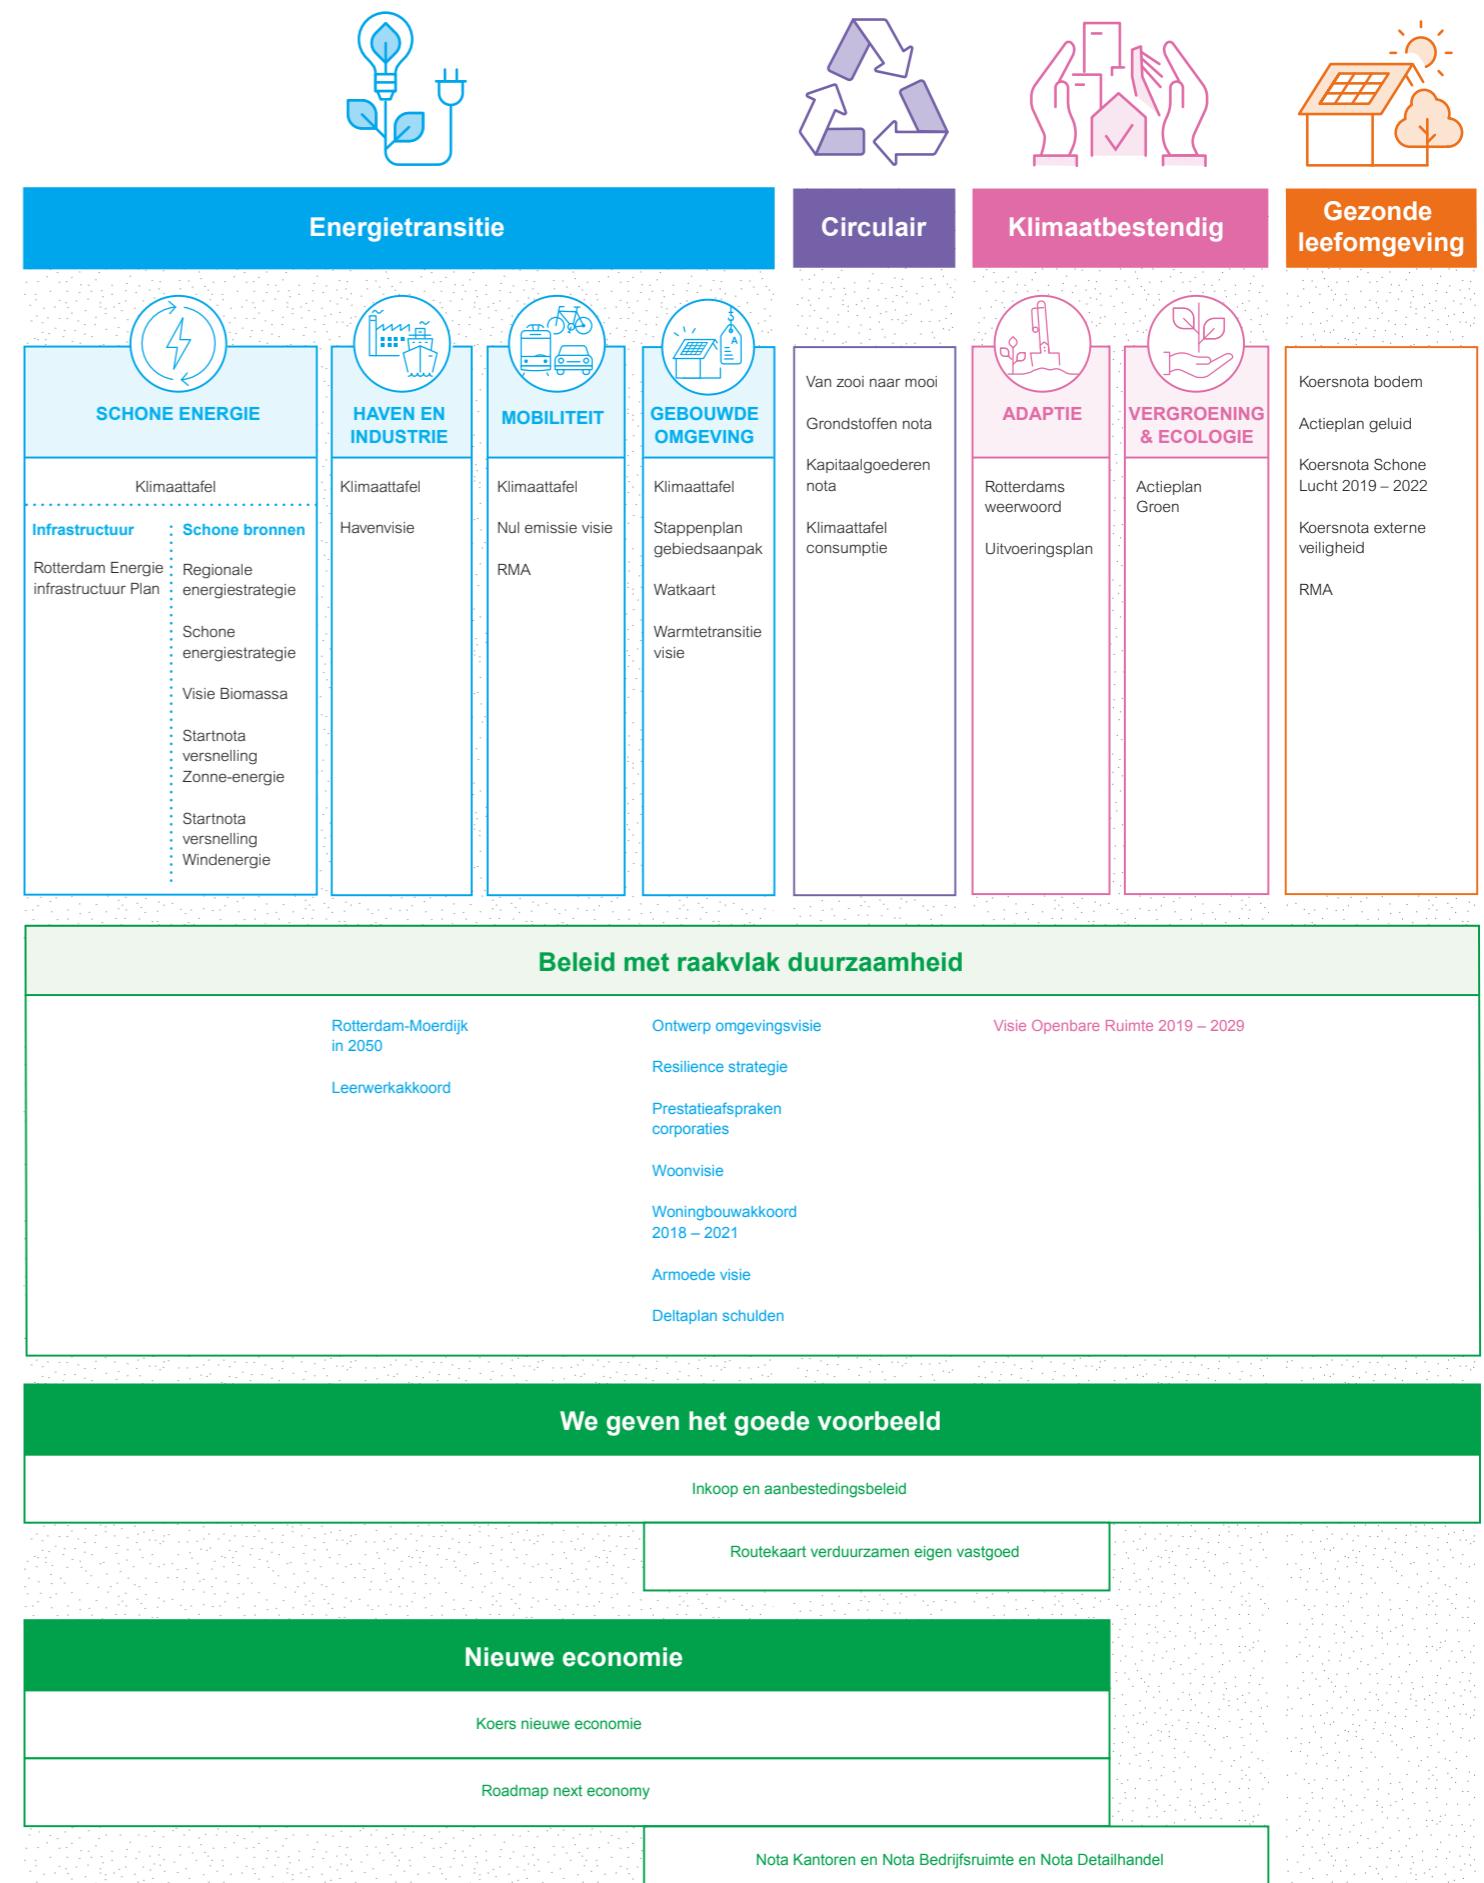 Energietransitie
Circulair
Klimaatbestendig
Gezonde
leefomgeving
SCHONE ENERGIE
Klimaattafel
Infrastructuur
Rotterdam Energie
infrastructuur Plan
Schone bronnen
Regionale
energiestrategie
Schone
energiestrategie
Visie Biomassa
Startnota
versnelling
Zonne-energie
Startnota
versnelling
Windenergie
HAVEN EN
INDUSTRIE
Klimaattafel
Havenvisie
MOBILITEIT
Klimaattafel
Nul emissie visie
RMA
A
GEBOUWDE
OMGEVING
Klimaattafel
Stappenplan
gebiedsaanpak
Watkaart
Warmtetransitie
visie
Van zooi naar mooi
Grondstoffen nota
Kapitaalgoederen
nota
Klimaattafel
consumptie
ADAPTIE
Rotterdams
weerwoord
Uitvoeringsplan
VERGROENING
& ECOLOGIE
Actieplan
Groen
Koersnota bodem
Actieplan geluid
Koersnota Schone
Lucht 2019 – 2022
Koersnota externe
veiligheid
RMA
Beleid met raakvlak duurzaamheid
Rotterdam-Moerdijk
in 2050
Leerwerkakkoord
Ontwerp omgevingsvisie
Resilience strategie
Prestatieafspraken
corporaties
Woonvisie
Woningbouwakkoord
2018 – 2021
Armoede visie
Deltaplan schulden
Visie Openbare Ruimte 2019 – 2029
We geven het goede voorbeeld
Inkoop en aanbestedingsbeleid
Routekaart verduurzamen eigen vastgoed
Nieuwe economie
Koers nieuwe economie
Roadmap next economy
Nota Kantoren en Nota Bedrijfsruimte en Nota Detailhandel